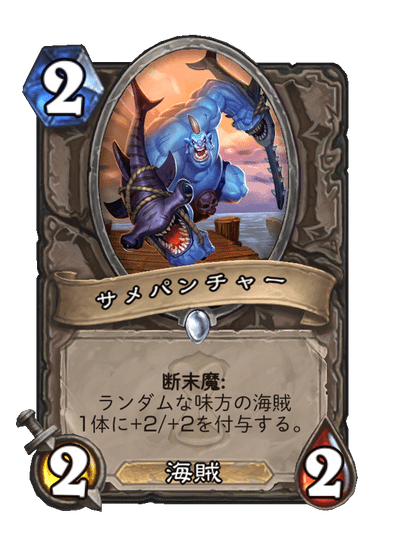 2
サメパンチャー
断末魔:
ランダムな味方の海賊
1体に+2/+2を付与する。
2
海賊
2